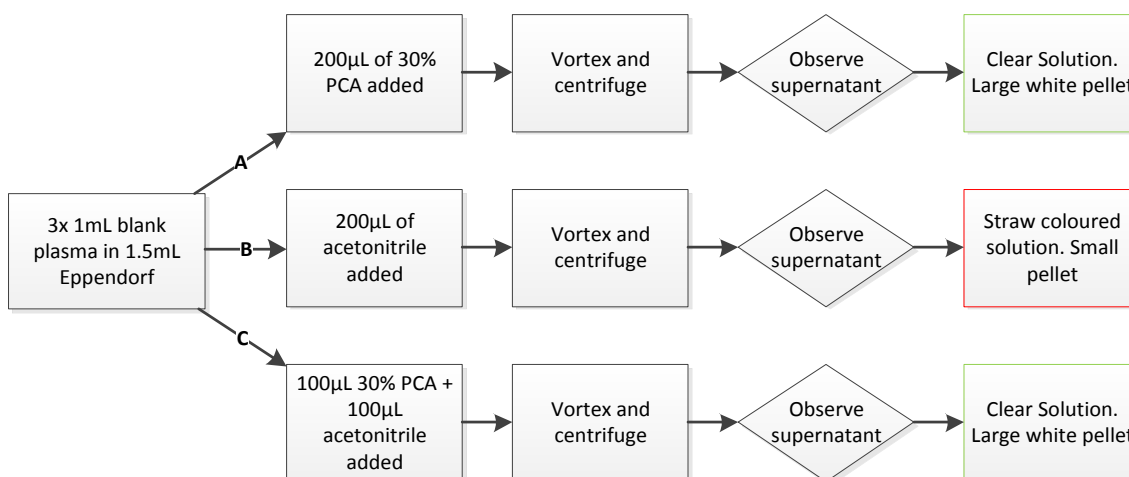 200µL of 30%
PCA added
Vortex and
centrifuge
Observe
supernatant
Clear Solution.
Large white pellet
A
3x 1mL blank
plasma in 1.5mL
Eppendorf
B
200µL of
acetonitrile
added
Vortex and
centrifuge
Observe
supernatant
Straw coloured
solution. Small
pellet
C
100µL 30% PCA +
100µL
acetonitrile
added
Vortex and
centrifuge
Observe
supernatant
Clear Solution.
Large white pellet